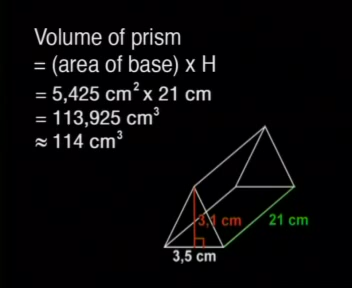 Volume of prism
= (area of base) x H
= 5,425 cm² x 21 cm
= 113,925 cm³
≈ 114 cm³
3,1 cm
21 cm
3,5 cm